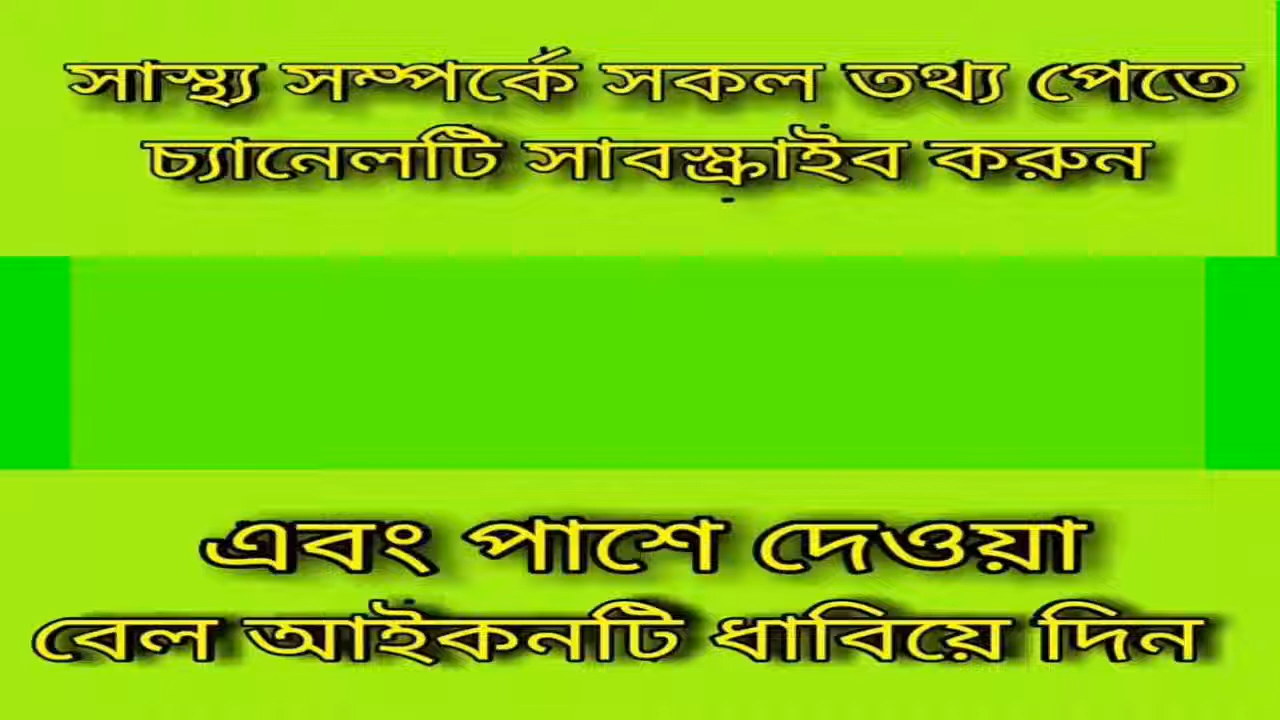 সাস্থ্য সম্পর্কে সকল তথ্য পেতে
চ্যানেলটি সাবস্ক্রাইব করুন
এবং পাশে দেওয়া
বেল আইকনটি ধাবিয়ে দিন